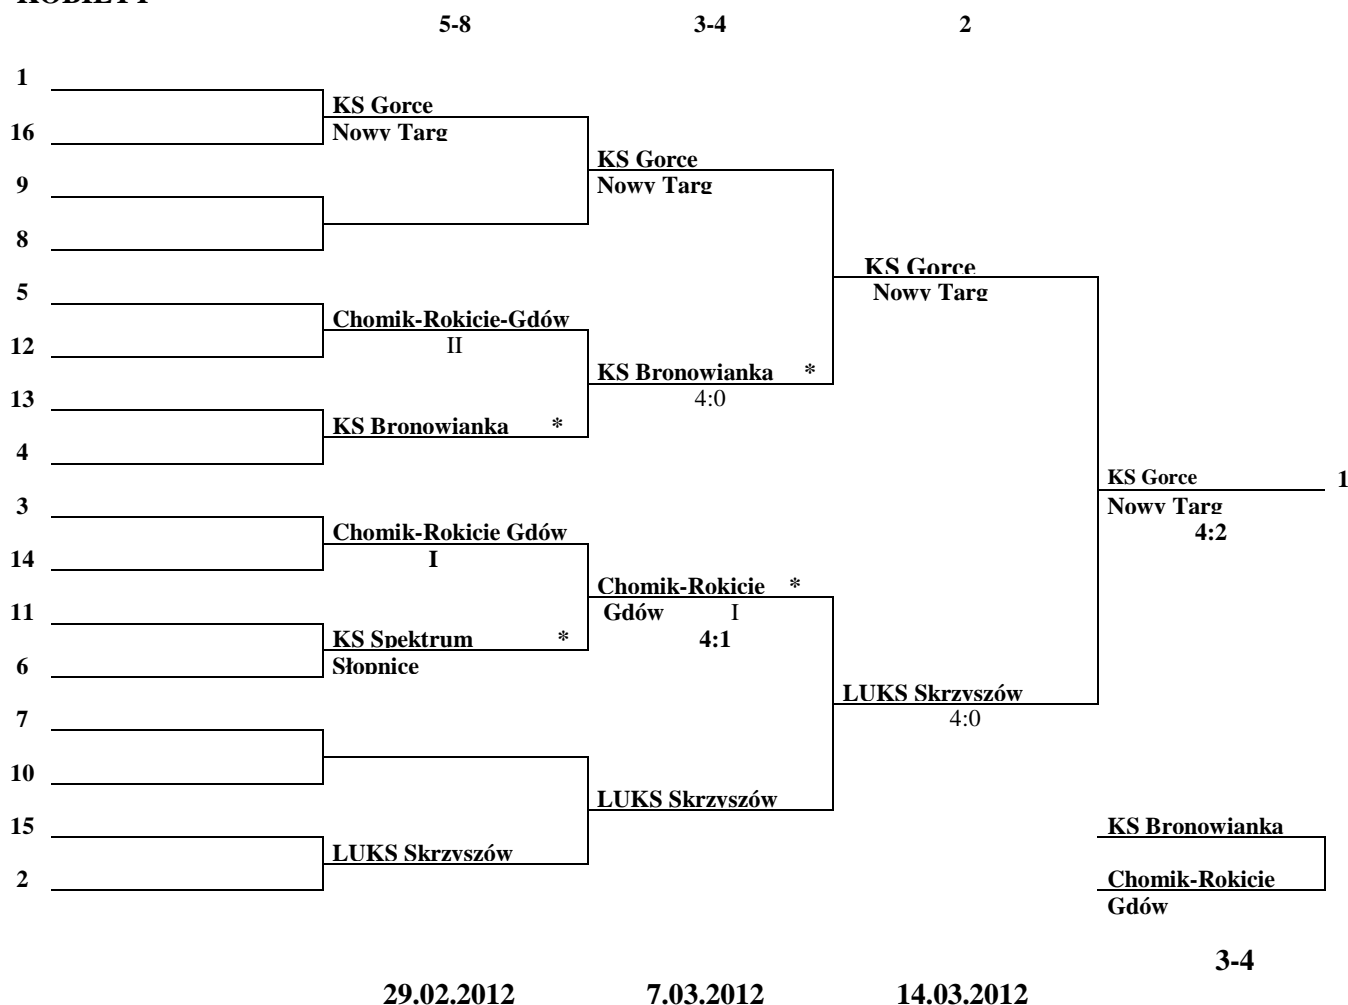 KOBIETY
5-8 3-4 2
1
KS Gorce
16 Nowy Targ
KS Gorce
9 Nowy Targ
8
KS Gorce
5 Nowy Targ
Chomik-Rokicie-Gdów
12 II
KS Bronowianka *
13 4:0
KS Bronowianka *
4
KS Gorce 1
3 Nowy Targ
Chomik-Rokicie Gdów 4:2
14 I
Chomik-Rokicie *
11 Gdów I
KS Spektrum * 4:1
6 Słopnice
LUKS Skrzyszów
7 4:0
10
LUKS Skrzyszów
15 KS Bronowianka
LUKS Skrzyszów
2 Chomik-Rokicie
Gdów
3-4
29.02.2012 7.03.2012 14.03.2012